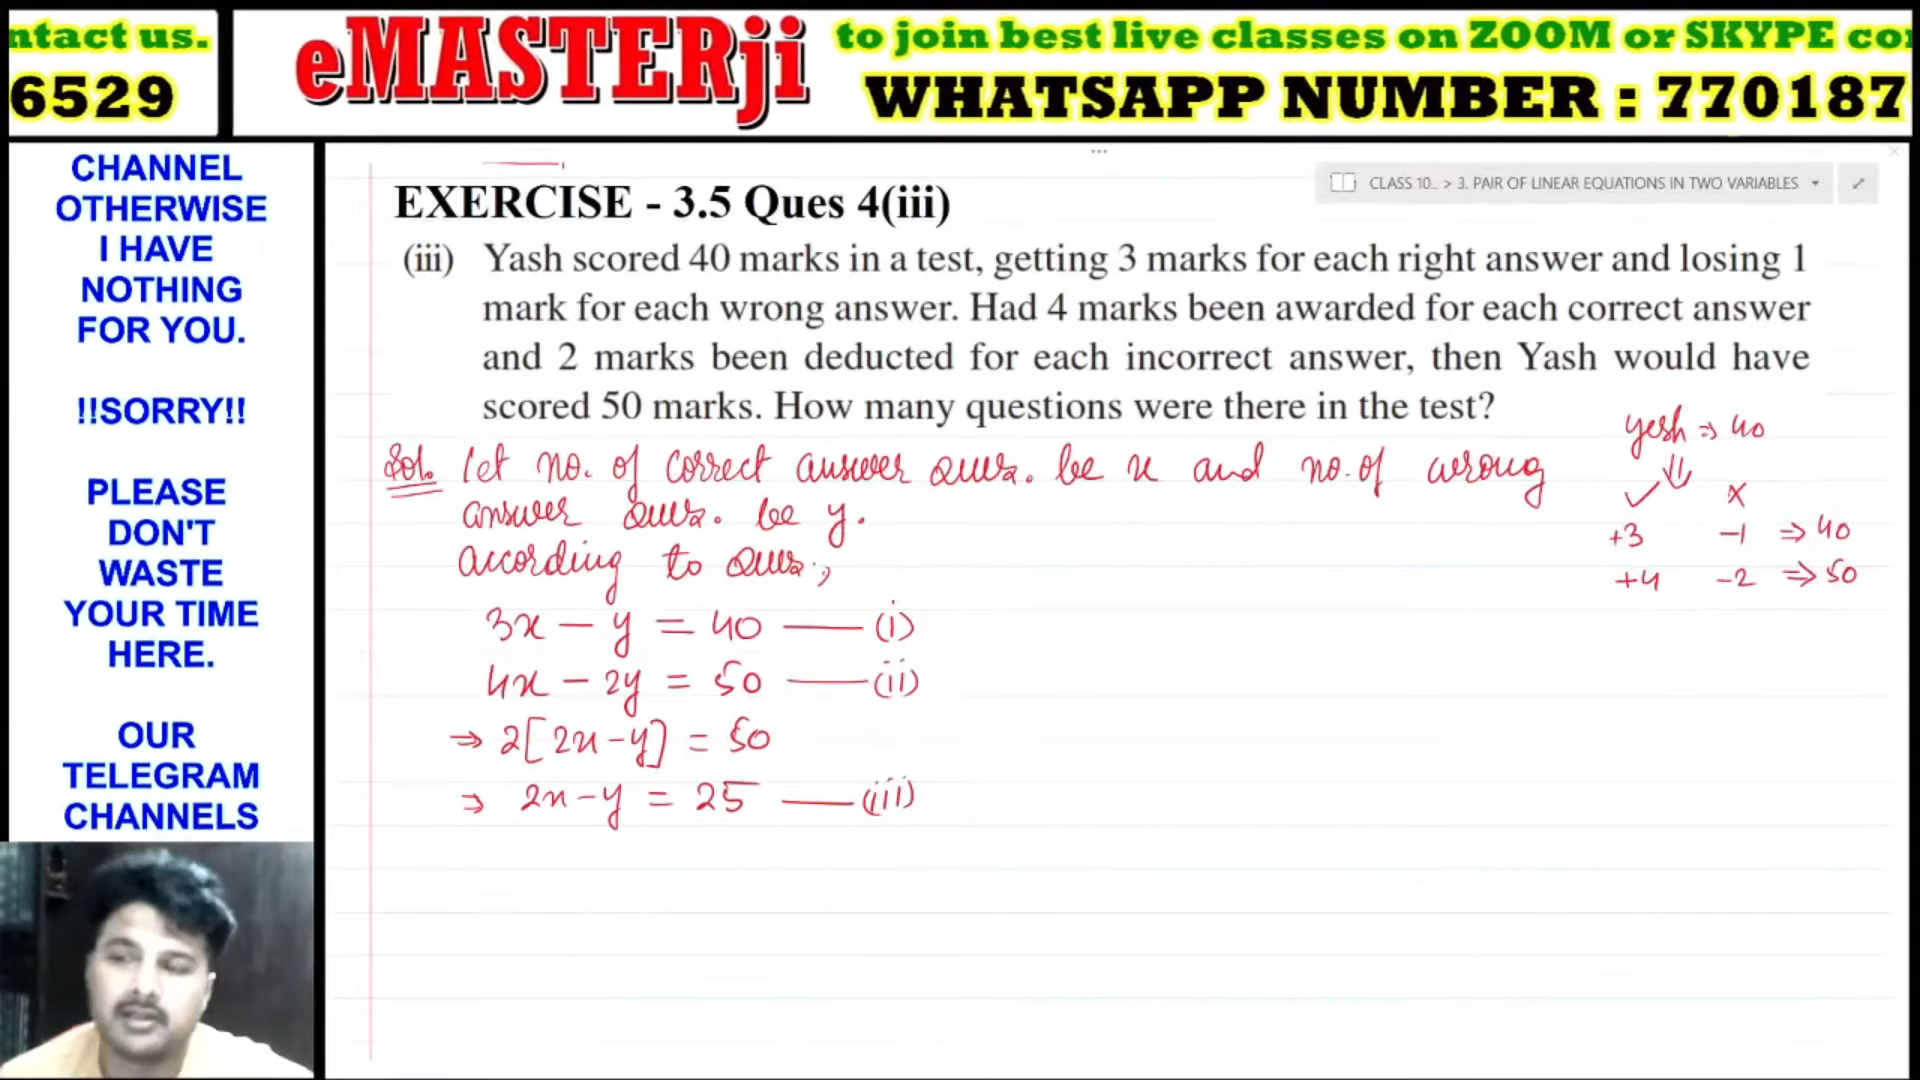 ntact us.
6529
eMASTERji
to join best live classes on ZOOM or SKYPE co
WHATSAPP NUMBER : 770187
CHANNEL
OTHERWISE
I HAVE
NOTHING
FOR YOU.
!!SORRY!!
PLEASE
DON'T
WASTE
YOUR TIME
HERE.
OUR
TELEGRAM
CHANNELS
CLASS 10.. > 3. PAIR OF LINEAR EQUATIONS IN TWO VARIABLES
EXERCISE - 3.5 Ques 4(iii)
(iii) Yash scored 40 marks in a test, getting 3 marks for each right answer and losing 1
mark for each wrong answer. Had 4 marks been awarded for each correct answer
and 2 marks been deducted for each incorrect answer, then Yash would have
scored 50 marks. How many questions were there in the test?
yesh ⇒ 40
✓ ×
+3 -1 ⇒ 40
+4 -2 ⇒ 50
Sol. Let no. of correct answer ques. be x and no. of wrong
answer ques. be y.
According to ques.,
3x - y = 40 —— (i)
4x - 2y = 50 —— (ii)
⇒ 2[2x-y] = 50
⇒ 2x-y = 25 —— (iii)